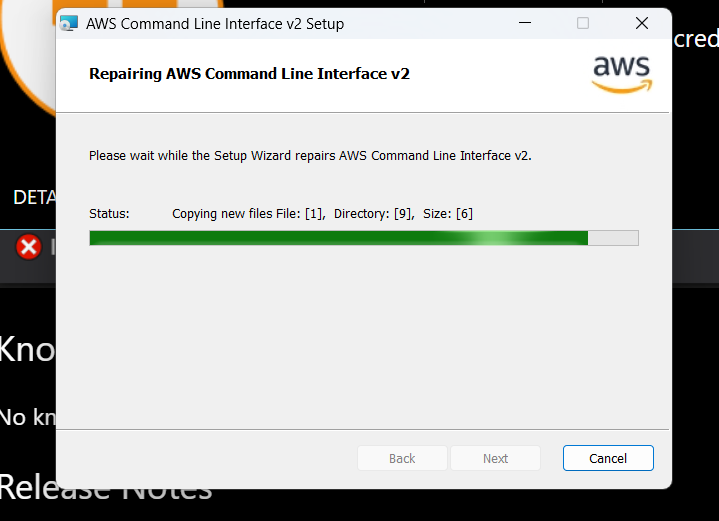 AWS Command Line Interface v2 Setup
cred
Repairing AWS Command Line Interface v2
aws
Please wait while the Setup Wizard repairs AWS Command Line Interface v2.
DETA
Status: Copying new files File: [1], Directory: [9], Size: [6]
Kno
No kn
Back Next Cancel
Release Notes